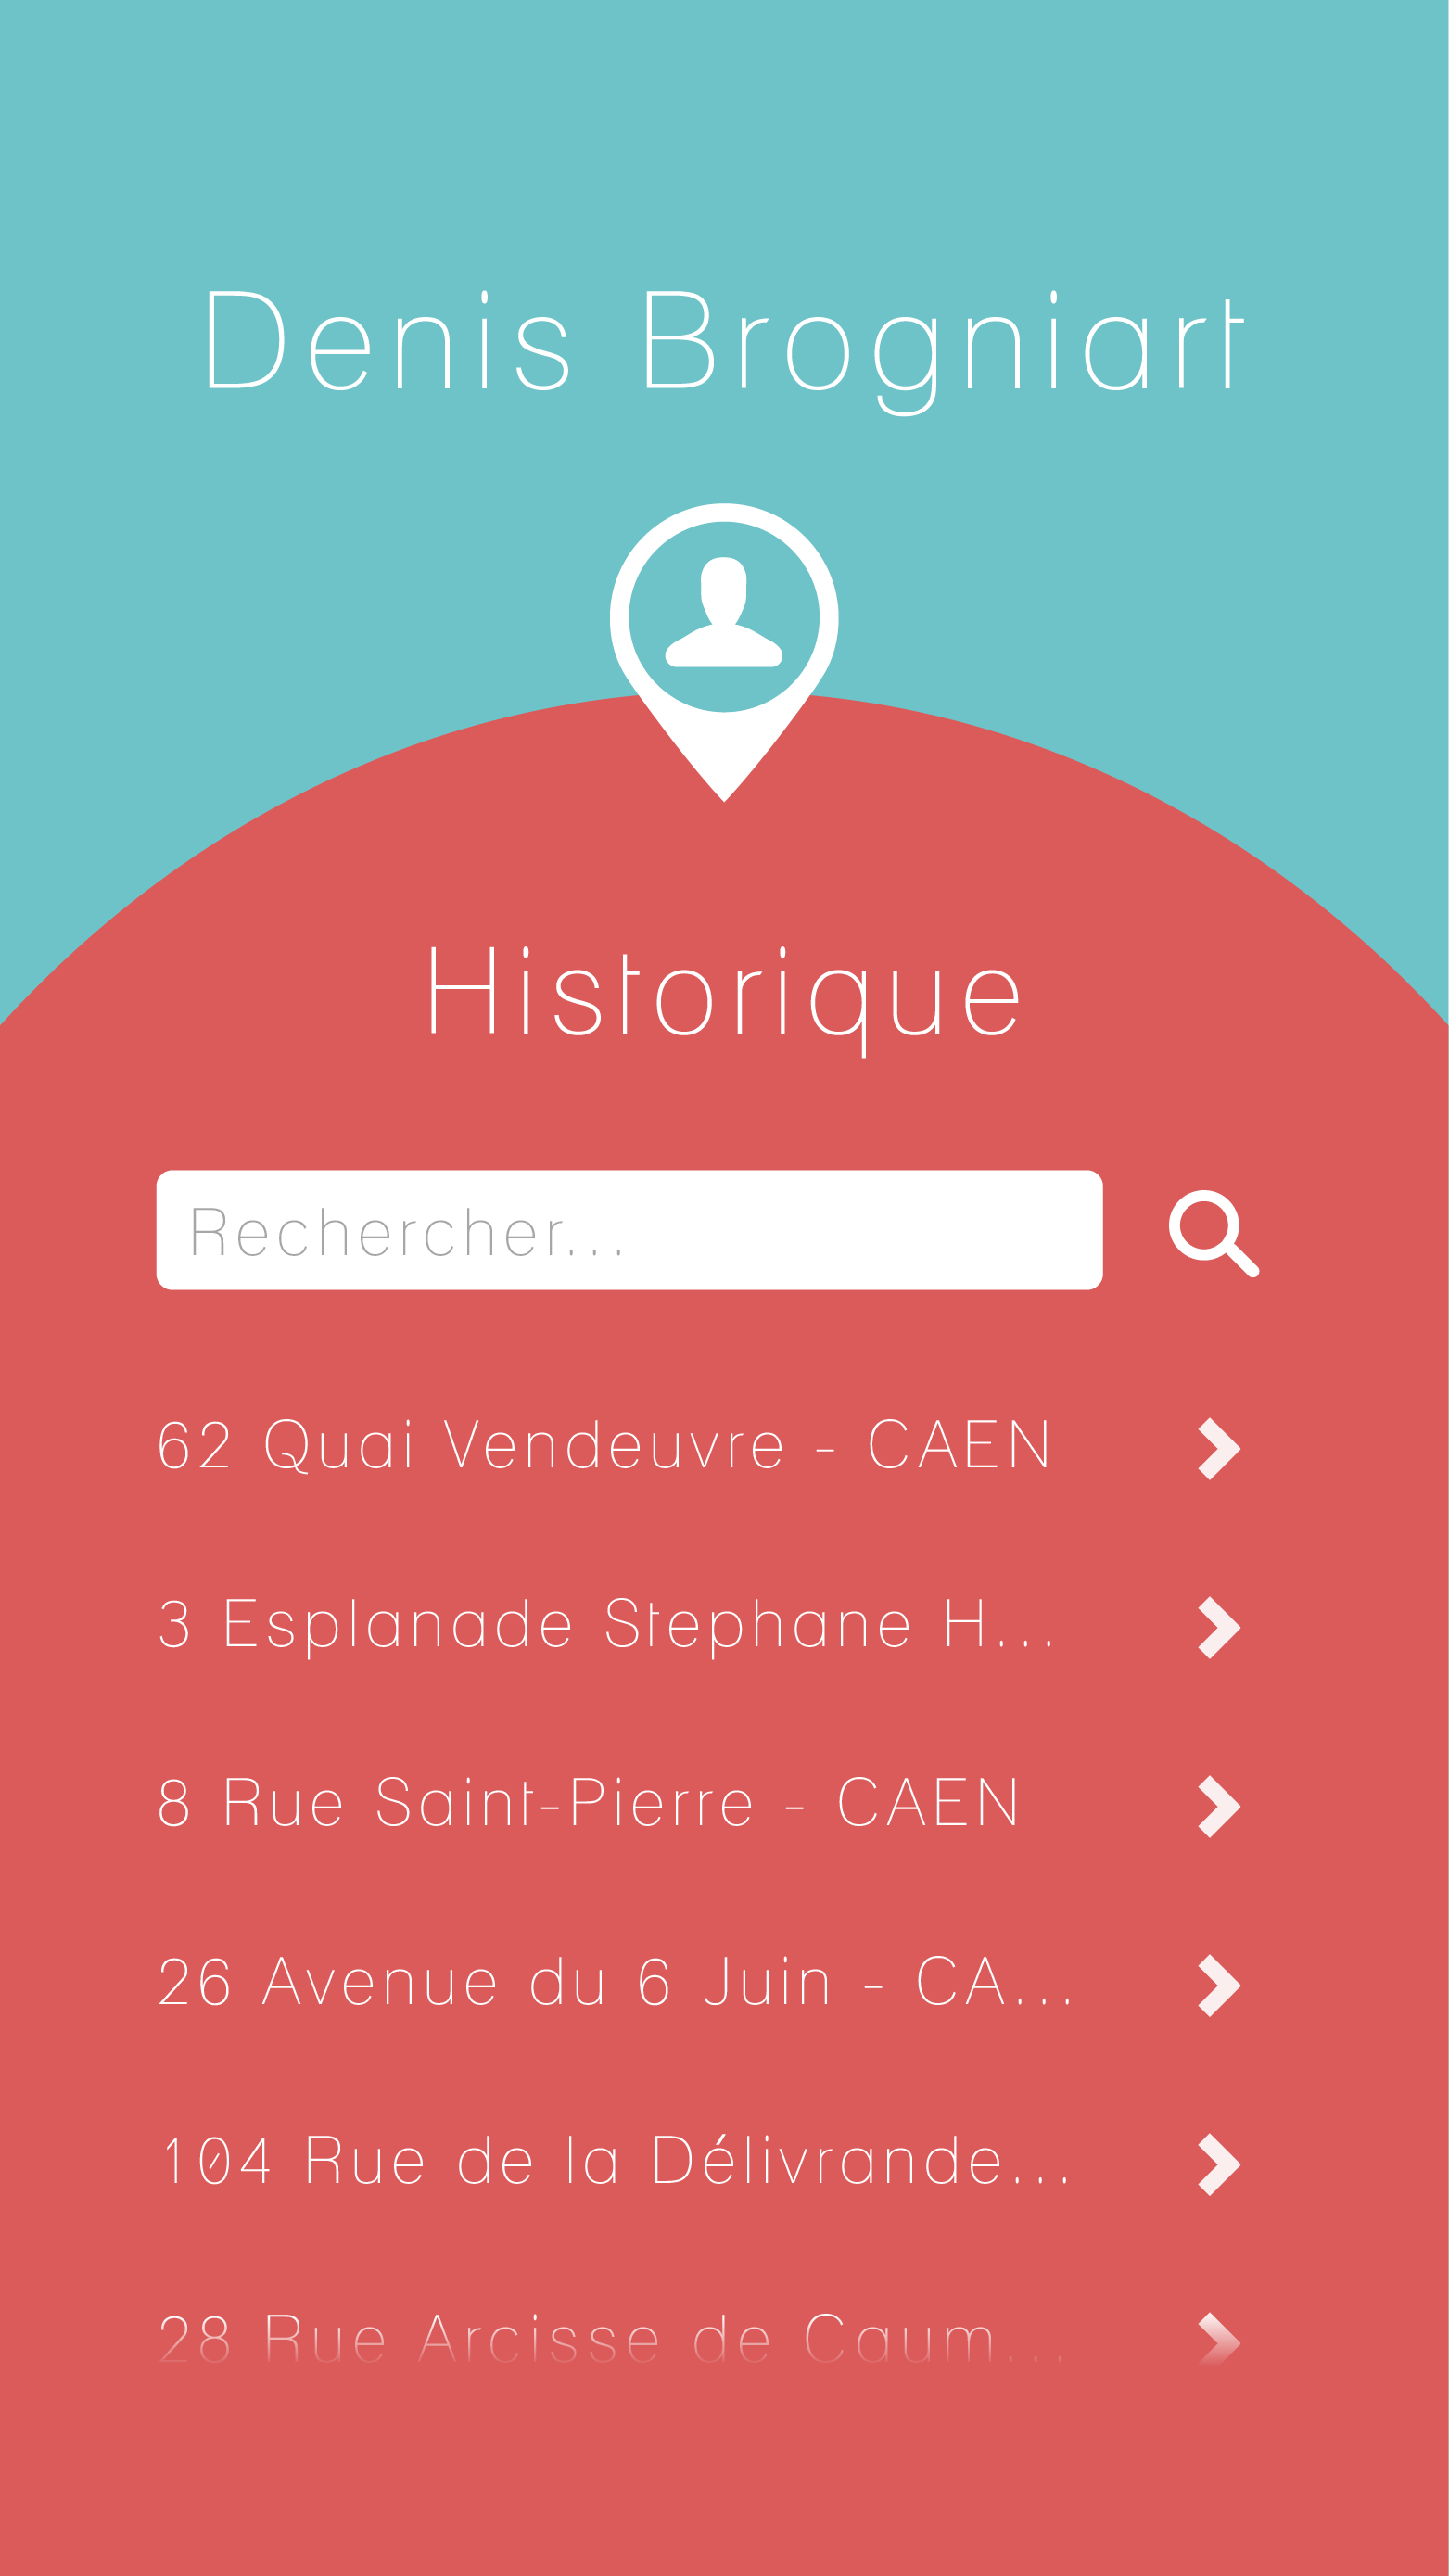 Denis Brogniart
Historique
Rechercher...
62 Quai Vendeuvre - CAEN
3 Esplanade Stephane H...
8 Rue Saint-Pierre - CAEN
26 Avenue du 6 Juin - CA...
104 Rue de la Délivrande...
28 Rue Arcisse de Caum...